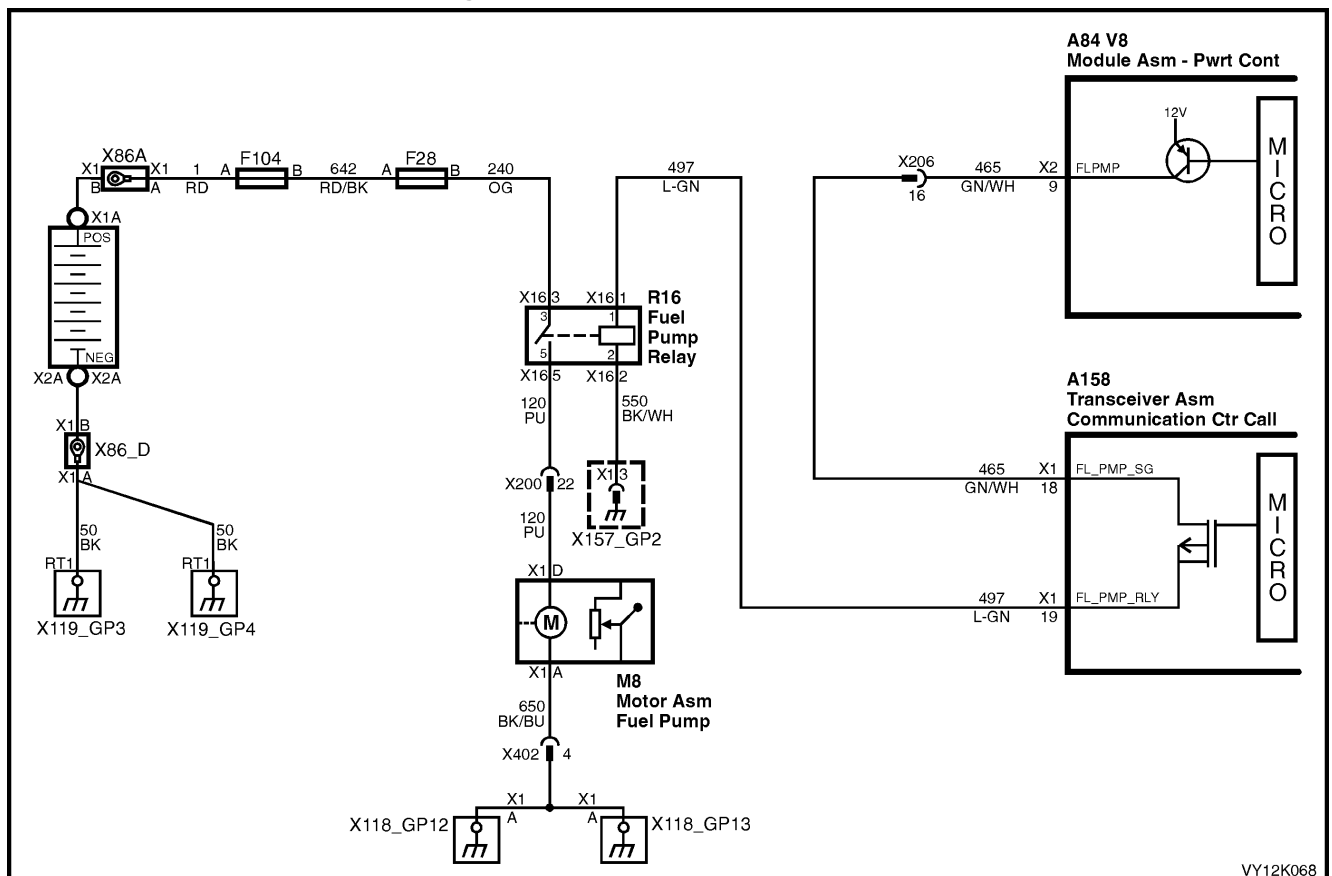 A84 V8
Module Asm - Pwrt Cont
12V
MICRO
X206
16
465
GN/WH
X2
9
FLPMP
X86A
X1
B
X1
A
1
RD
A
F104
B
642
RD/BK
A
F28
B
240
OG
497
L-GN
X1A
POS
NEG
X2A
X2A
X16 3
X16 1
3
1
5
2
X16 5
X16 2
R16
Fuel
Pump
Relay
A158
Transceiver Asm
Communication Ctr Call
465
GN/WH
X1
18
FL_PMP_SG
MICRO
497
L-GN
X1
19
FL_PMP_RLY
X1 B
X86_D
X1 A
50
BK
50
BK
RT1
RT1
X119_GP3
X119_GP4
120
PU
550
BK/WH
X200
22
X1 3
X157_GP2
120
PU
X1 D
M
X1 A
M8
Motor Asm
Fuel Pump
650
BK/BU
X402
4
X1
A
X1
A
X118_GP12
X118_GP13
VY12K068